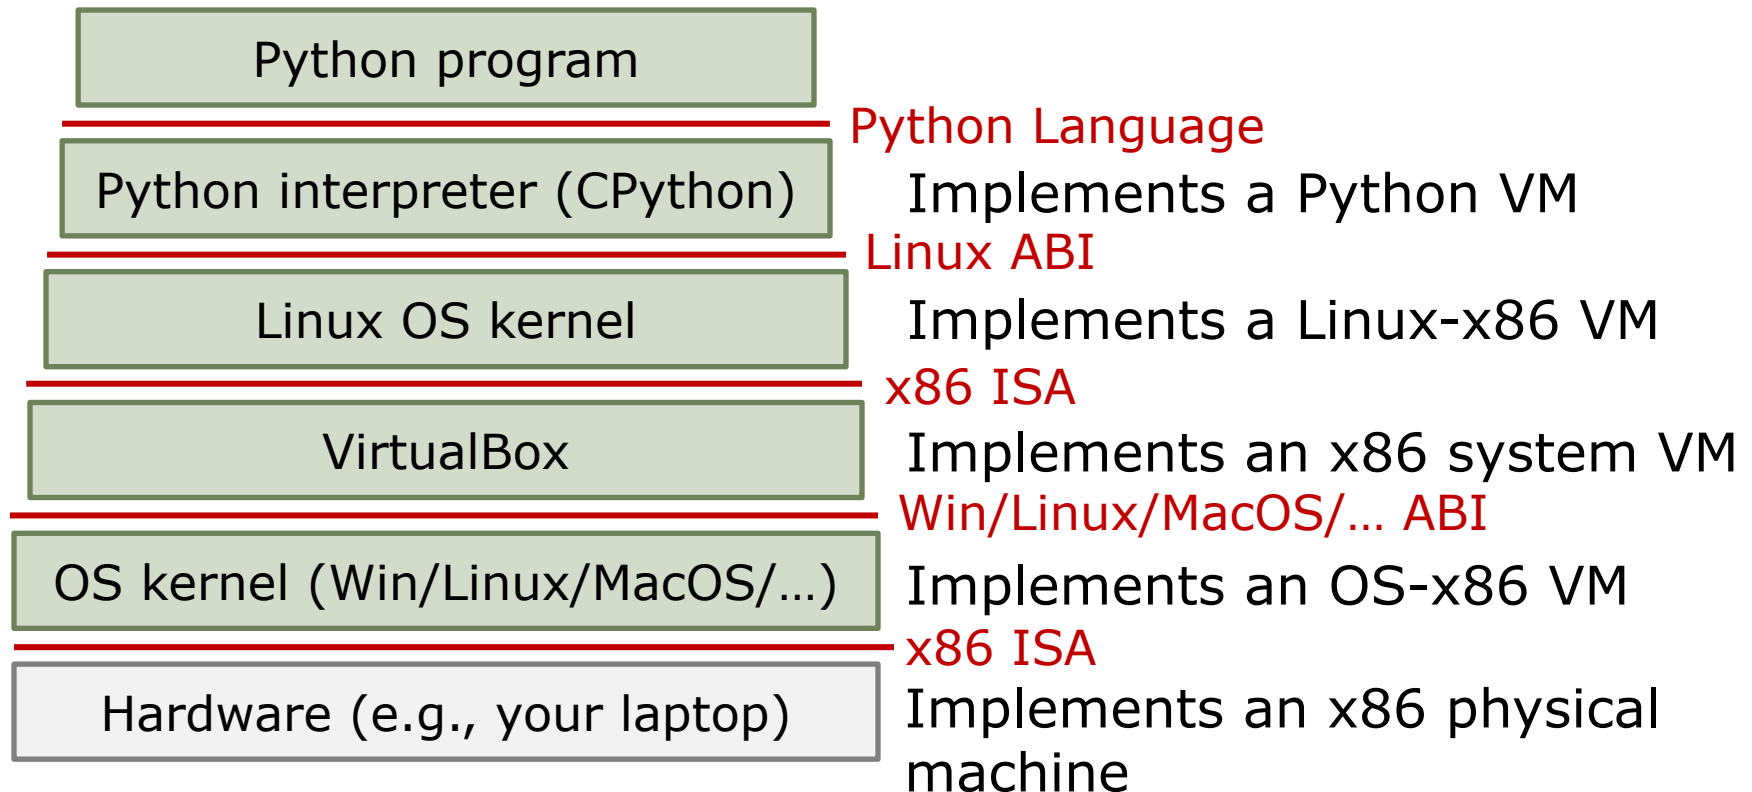 Python program
Python Language
Python interpreter (CPython)
Implements a Python VM
Linux ABI
Linux OS kernel
Implements a Linux-x86 VM
x86 ISA
VirtualBox
Implements an x86 system VM
Win/Linux/MacOS/… ABI
OS kernel (Win/Linux/MacOS/…)
Implements an OS-x86 VM
x86 ISA
Hardware (e.g., your laptop)
Implements an x86 physical
machine